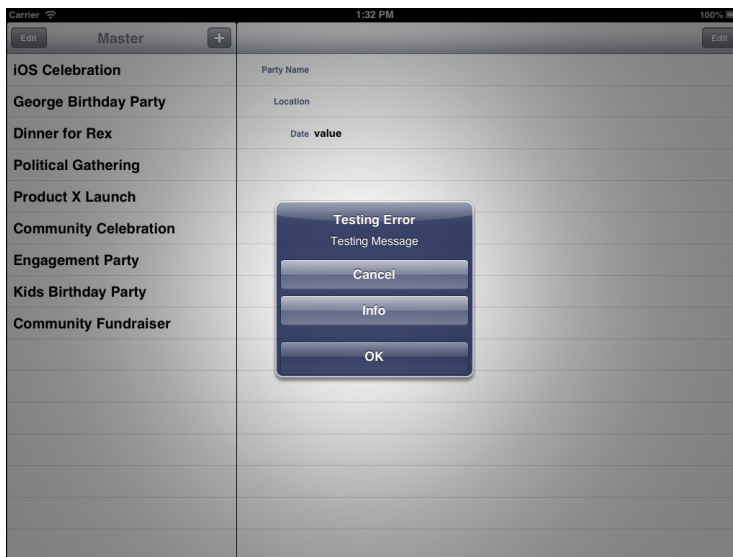 Carrier 1:32 PM 100%
Edit Master + Edit
iOS Celebration
George Birthday Party
Dinner for Rex
Political Gathering
Product X Launch
Community Celebration
Engagement Party
Kids Birthday Party
Community Fundraiser
Party Name
Location
Date value
Testing Error
Testing Message
Cancel
Info
OK